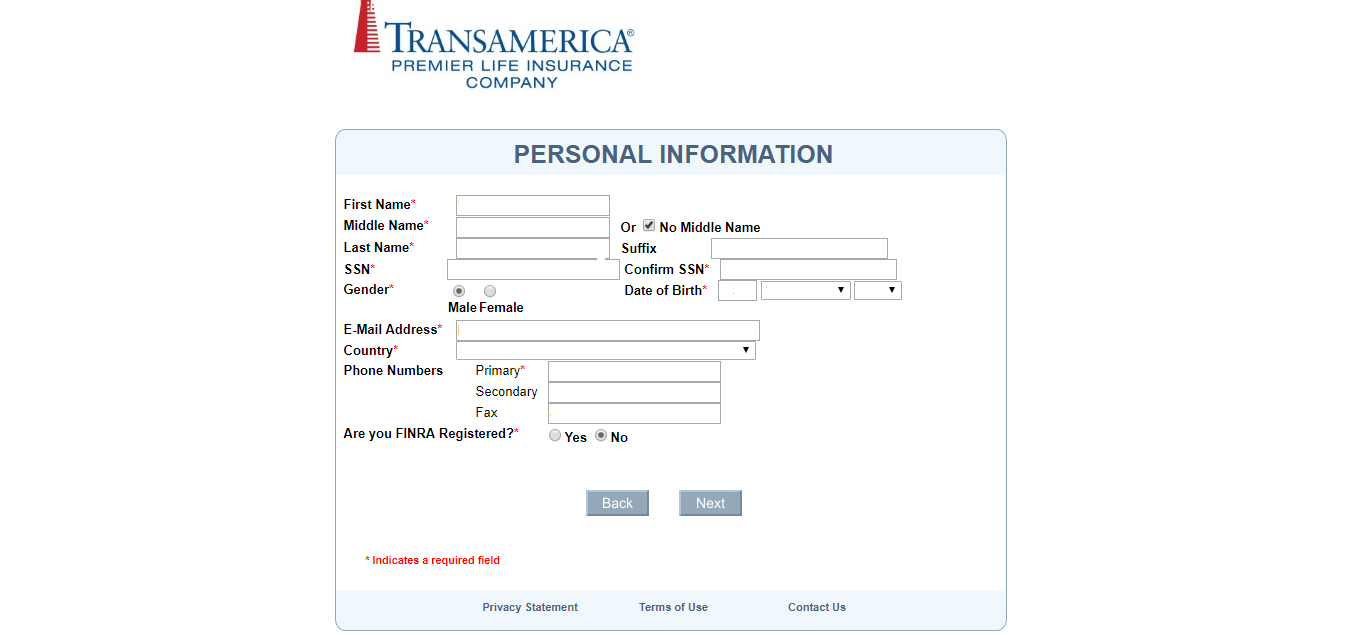 TRANSAMERICA®
PREMIER LIFE INSURANCE
COMPANY
PERSONAL INFORMATION
First Name*
Middle Name* Or No Middle Name
Last Name* Suffix
SSN* Confirm SSN*
Gender* Date of Birth*
Male Female
E-Mail Address*
Country*
Phone Numbers Primary*
Secondary
Fax
Are you FINRA Registered?* Yes No
Back Next
* Indicates a required field
Privacy Statement Terms of Use Contact Us